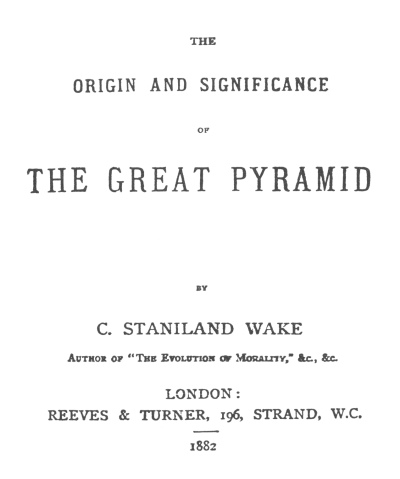 THE
ORIGIN AND SIGNIFICANCE
OF
THE GREAT PYRAMID
BY
C. STANILAND WAKE
AUTHOR OF "THE EVOLUTION OF MORALITY," &c., &c.
LONDON:
REEVES & TURNER, 196, STRAND, W.C.
1882